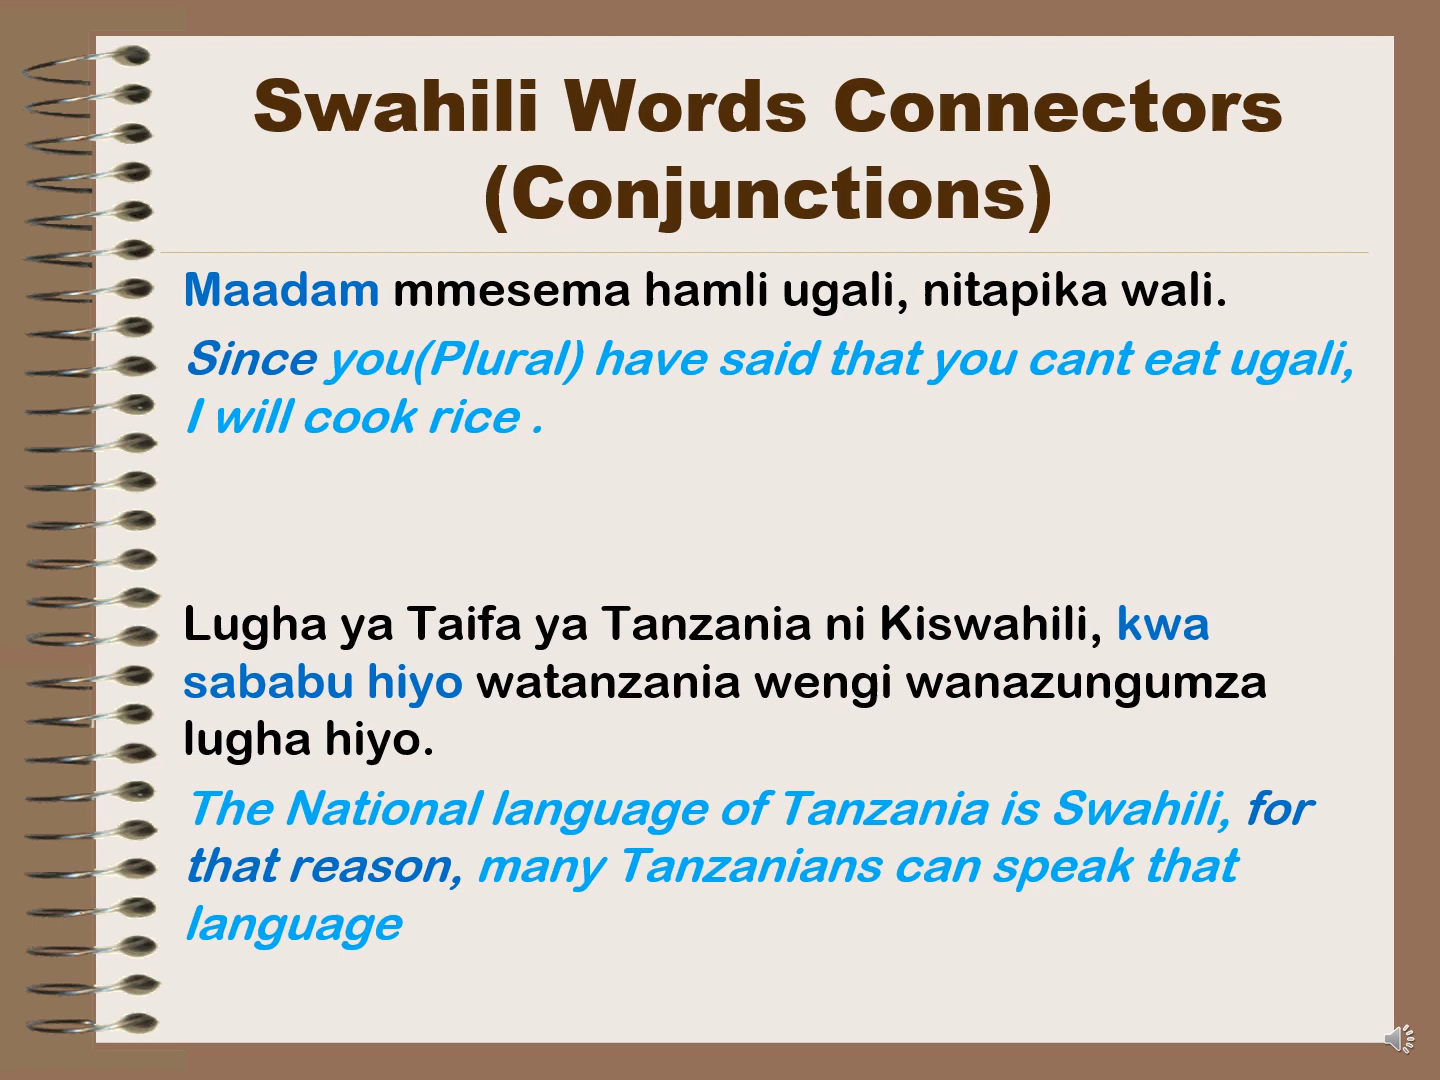 Swahili Words Connectors
(Conjunctions)
Maadam mmesema hamli ugali, nitapika wali.
Since you(Plural) have said that you cant eat ugali,
I will cook rice .
Lugha ya Taifa ya Tanzania ni Kiswahili, kwa
sababu hiyo watanzania wengi wanazungumza
lugha hiyo.
The National language of Tanzania is Swahili, for
that reason, many Tanzanians can speak that
language